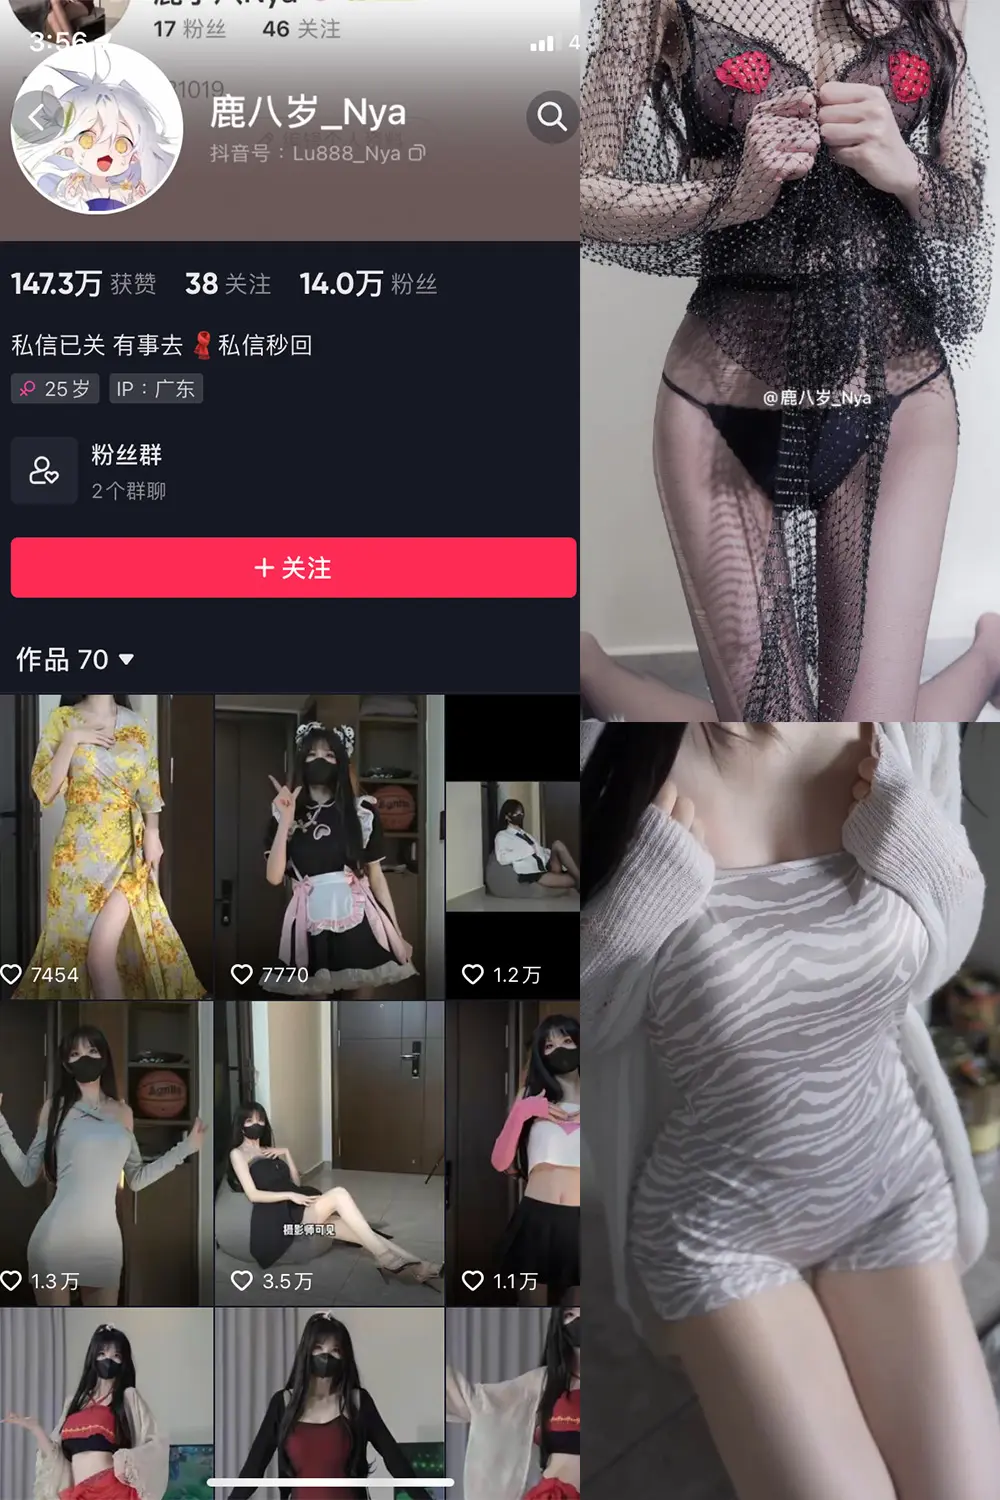 17 粉丝 46 关注
3:56
4
31019
鹿八岁_Nya
抖音号：Lu888_Nya
147.3万 获赞 38 关注 14.0万 粉丝
私信已关 有事去 私信秒回
25岁 IP：广东
粉丝群
2个群聊
+ 关注
作品 70
7454
7770
1.2万
1.3万
摄影师可见
3.5万
1.1万
@鹿八岁_Nya